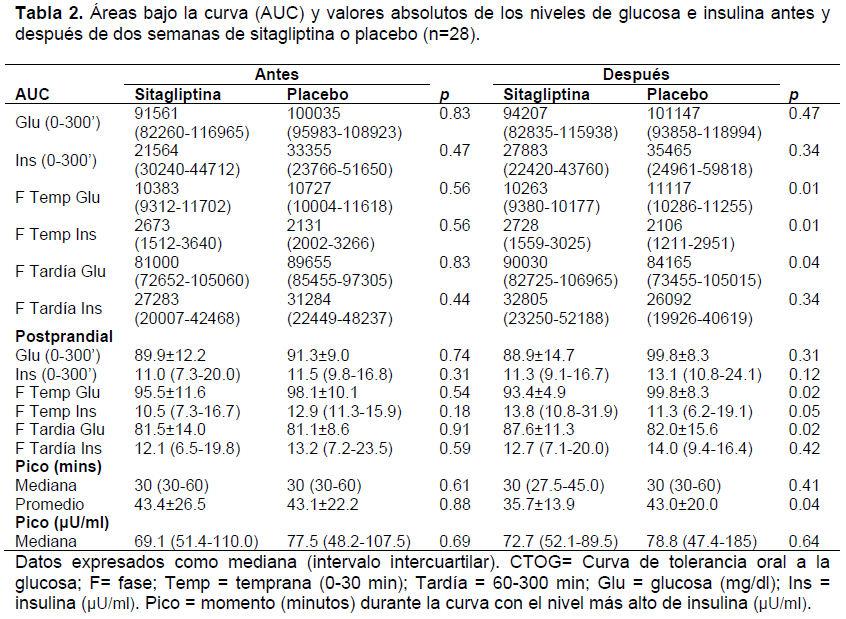 Tabla 2. Áreas bajo la curva (AUC) y valores absolutos de los niveles de glucosa e insulina antes y
después de dos semanas de sitagliptina o placebo (n=28).
Antes Después
AUC Sitagliptina Placebo p Sitagliptina Placebo p
Glu (0-300’) 91561 (82260-116965) 100035 (95983-108923) 0.83 94207 (82835-115938) 101147 (93858-118994) 0.47
Ins (0-300’) 21564 (30240-44712) 33355 (23766-51650) 0.47 27883 (22420-43760) 35465 (24961-59818) 0.34
F Temp Glu 10383 (9312-11702) 10727 (10004-11618) 0.56 10263 (9380-10177) 11117 (10286-11255) 0.01
F Temp Ins 2673 (1512-3640) 2131 (2002-3266) 0.56 2728 (1559-3025) 2106 (1211-2951) 0.01
F Tardía Glu 81000 (72652-105060) 89655 (85455-97305) 0.83 90030 (82725-106965) 84165 (73455-105015) 0.04
F Tardía Ins 27283 (20007-42468) 31284 (22449-48237) 0.44 32805 (23250-52188) 26092 (19926-40619) 0.34
Postprandial
Glu (0-300’) 89.9±12.2 91.3±9.0 0.74 88.9±14.7 99.8±8.3 0.31
Ins (0-300’) 11.0 (7.3-20.0) 11.5 (9.8-16.8) 0.31 11.3 (9.1-16.7) 13.1 (10.8-24.1) 0.12
F Temp Glu 95.5±11.6 98.1±10.1 0.54 93.4±4.9 99.8±8.3 0.02
F Temp Ins 10.5 (7.3-16.7) 12.9 (11.3-15.9) 0.18 13.8 (10.8-31.9) 11.3 (6.2-19.1) 0.05
F Tardia Glu 81.5±14.0 81.1±8.6 0.91 87.6±11.3 82.0±15.6 0.02
F Tardía Ins 12.1 (6.5-19.8) 13.2 (7.2-23.5) 0.59 12.7 (7.1-20.0) 14.0 (9.4-16.4) 0.42
Pico (mins)
Mediana 30 (30-60) 30 (30-60) 0.61 30 (27.5-45.0) 30 (30-60) 0.41
Promedio 43.4±26.5 43.1±22.2 0.88 35.7±13.9 43.0±20.0 0.04
Pico (µU/ml)
Mediana 69.1 (51.4-110.0) 77.5 (48.2-107.5) 0.69 72.7 (52.1-89.5) 78.8 (47.4-185) 0.64
Datos expresados como mediana (intervalo intercuartilar). CTOG= Curva de tolerancia oral a la
glucosa; F= fase; Temp = temprana (0-30 min); Tardía = 60-300 min; Glu = glucosa (mg/dl); Ins =
insulina (µU/ml). Pico = momento (minutos) durante la curva con el nivel más alto de insulina (µU/ml).